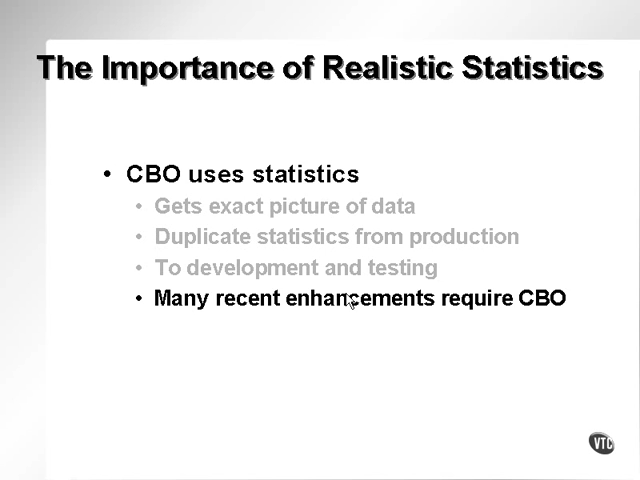 The Importance of Realistic Statistics
• CBO uses statistics
• Gets exact picture of data
• Duplicate statistics from production
• To development and testing
• Many recent enhancements require CBO
VTC